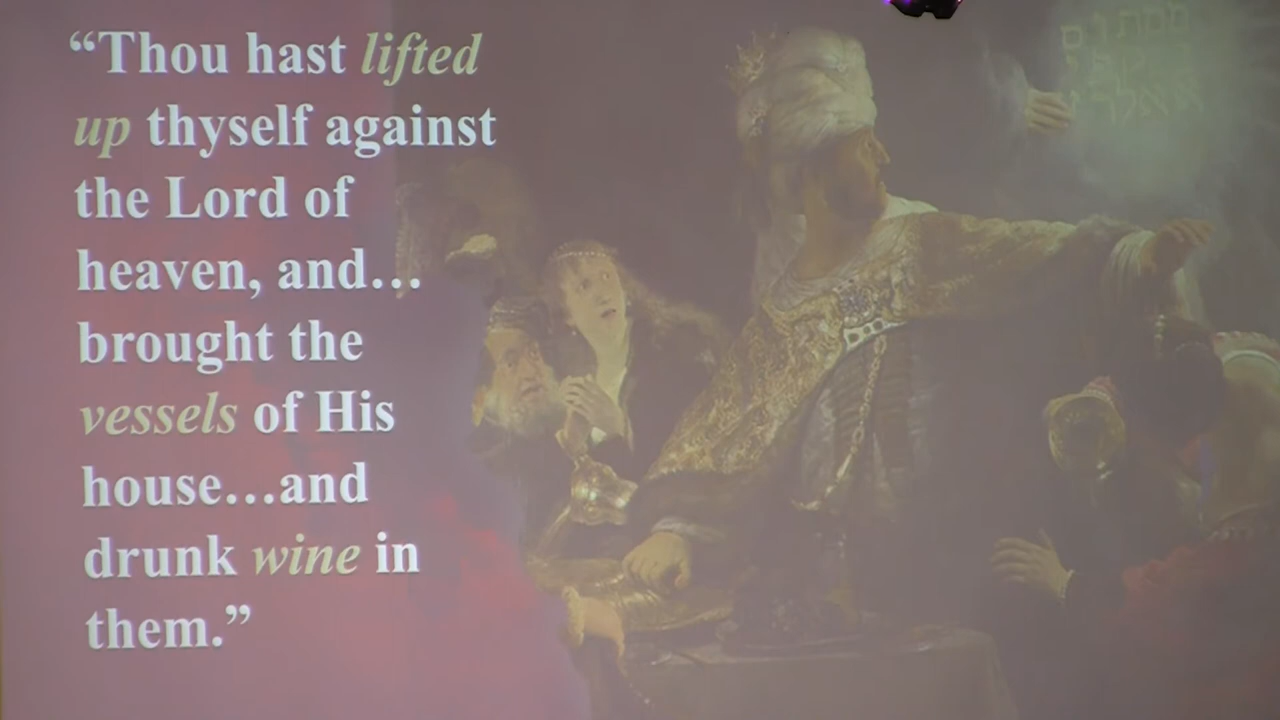 “Thou hast lifted
up thyself against
the Lord of
heaven, and…
brought the
vessels of His
house…and
drunk wine in
them.”